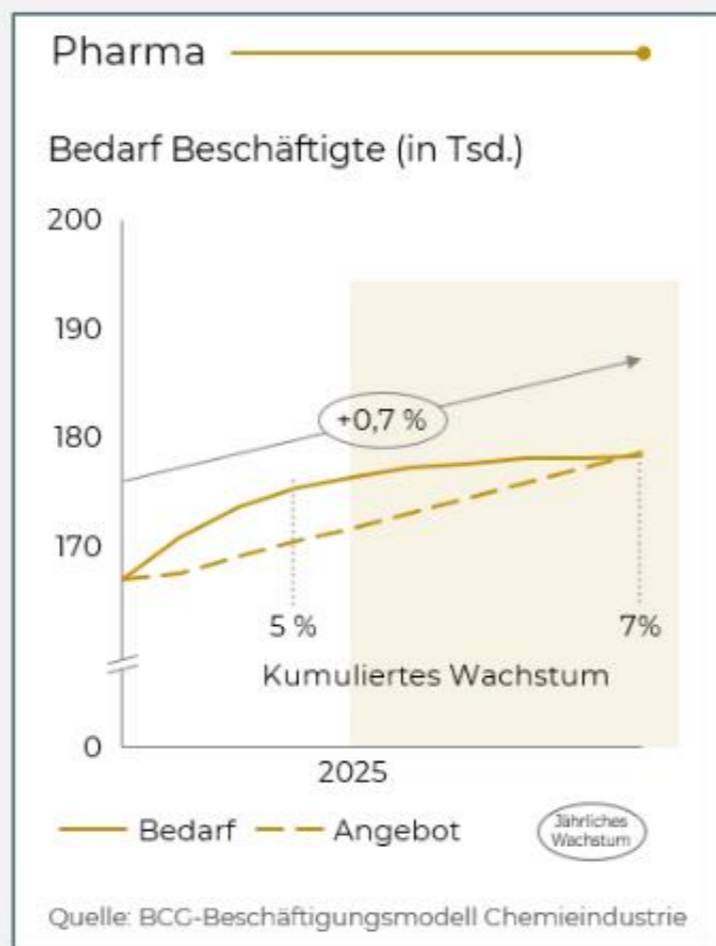 Pharma
Bedarf Beschäftigte (in Tsd.)
200
190
180
170
0
+0,7 %
5 %
7%
Kumuliertes Wachstum
2025
Bedarf
Angebot
Jährliches
Wachstum
Quelle: BCG-Beschäftigungsmodell Chemieindustrie